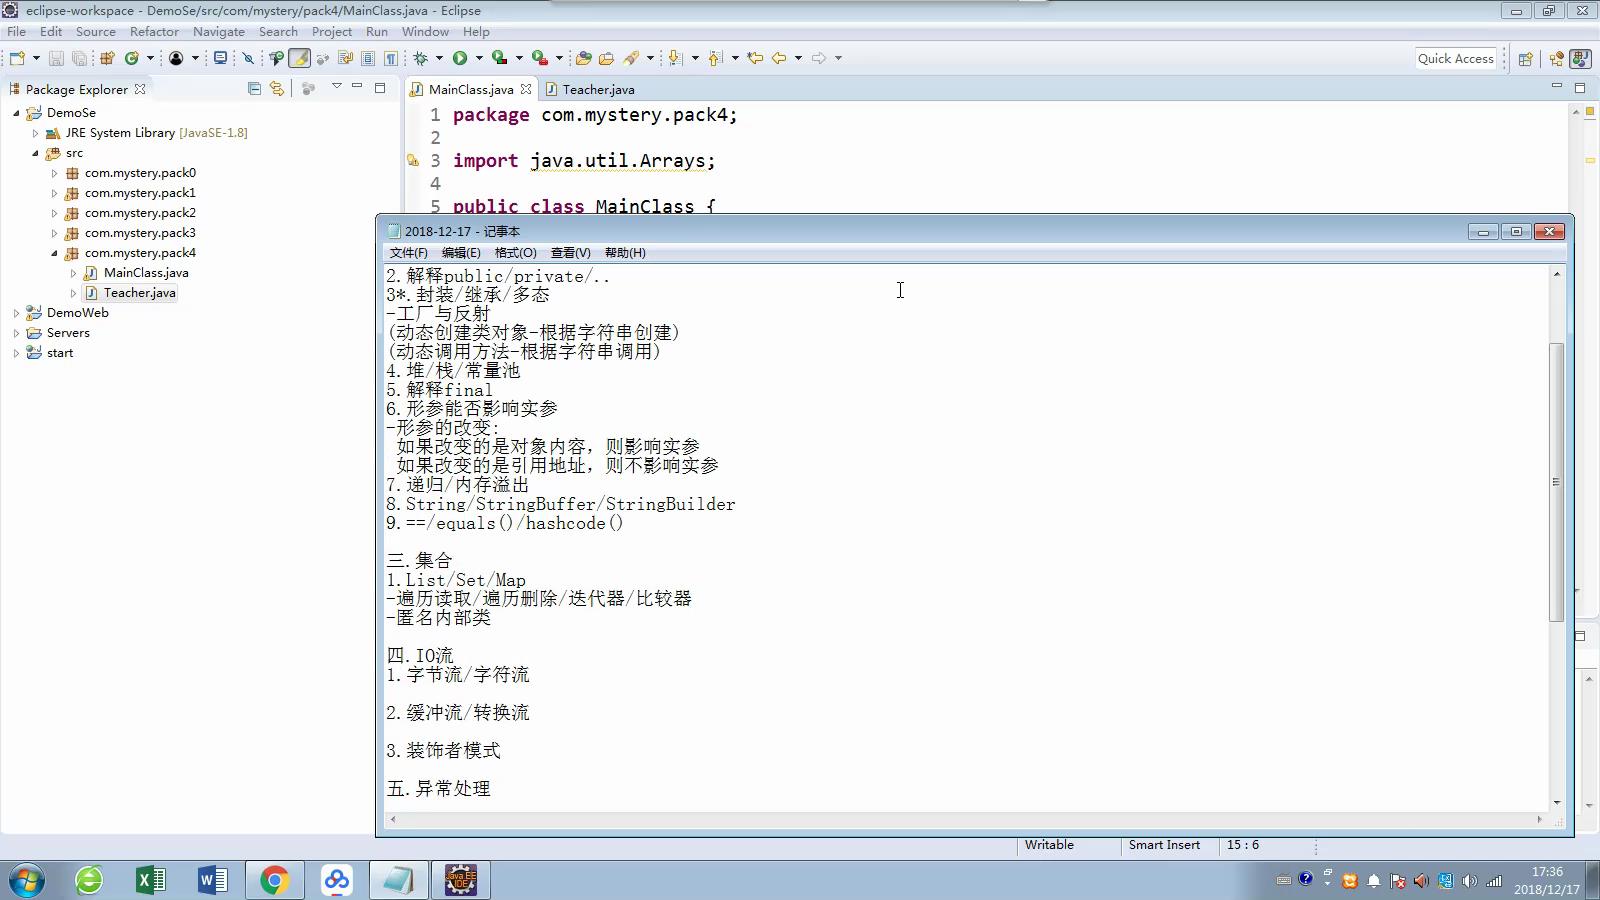 eclipse-workspace - DemoSe/src/com/mystery/pack4/MainClass.java - Eclipse
File Edit Source Refactor Navigate Search Project Run Window Help
Quick Access
Package Explorer
DemoSe
JRE System Library [JavaSE-1.8]
src
com.mystery.pack0
com.mystery.pack1
com.mystery.pack2
com.mystery.pack3
com.mystery.pack4
MainClass.java
Teacher.java
DemoWeb
Servers
start
MainClass.java Teacher.java
1 package com.mystery.pack4;
2
3 import java.util.Arrays;
4
5 public class MainClass {
2018-12-17 - 记事本
文件(F) 编辑(E) 格式(O) 查看(V) 帮助(H)
2.解释public/private/..
3*.封装/继承/多态
-工厂与反射
(动态创建类对象-根据字符串创建)
(动态调用方法-根据字符串调用)
4.堆/栈/常量池
5.解释final
6.形参能否影响实参
-形参的改变:
如果改变的是对象内容，则影响实参
如果改变的是引用地址，则不影响实参
7.递归/内存溢出
8.String/StringBuffer/StringBuilder
9.==/equals()/hashcode()
三.集合
1.List/Set/Map
-遍历读取/遍历删除/迭代器/比较器
-匿名内部类
四.IO流
1.字节流/字符流
2.缓冲流/转换流
3.装饰者模式
五.异常处理
Writable Smart Insert 15 : 6
Java EE
IDE
17:36
2018/12/17